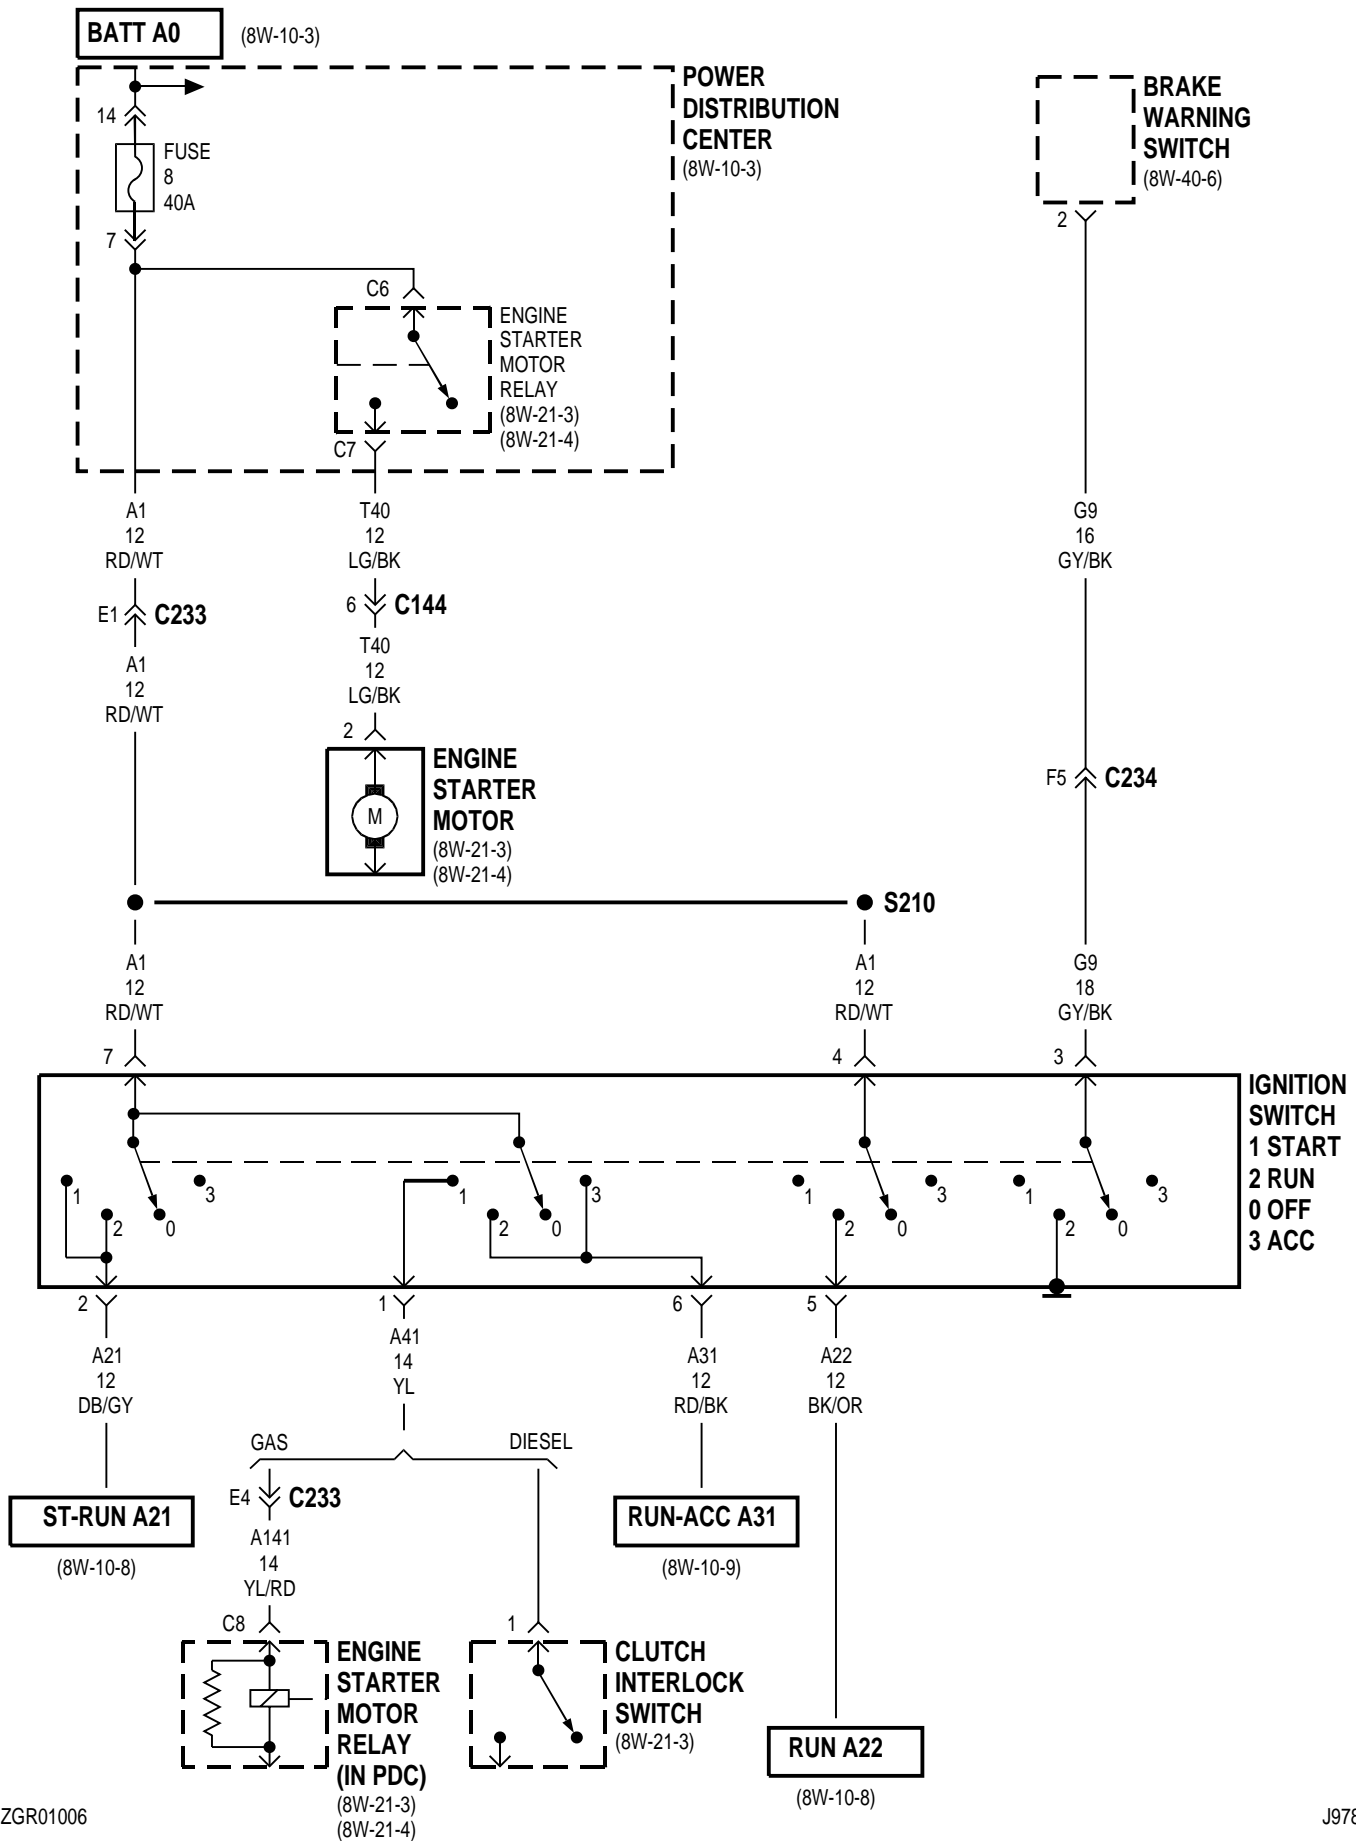 BATT A0 (8W-10-3)
POWER
DISTRIBUTION
CENTER
(8W-10-3)
BRAKE
WARNING
SWITCH
(8W-40-6)
14
FUSE
8
40A
7
2
C6
ENGINE
STARTER
MOTOR
RELAY
(8W-21-3)
(8W-21-4)
C7
A1
12
RD/WT
T40
12
LG/BK
G9
16
GY/BK
E1 C233
6 C144
A1
12
RD/WT
T40
12
LG/BK
2
ENGINE
STARTER
MOTOR
(8W-21-3)
(8W-21-4)
M
F5 C234
S210
A1
12
RD/WT
A1
12
RD/WT
G9
18
GY/BK
7 4 3
IGNITION
SWITCH
1 START
2 RUN
0 OFF
3 ACC
1 2 0 3
1 2 0 3
1 2 0 3
1 2 0 3
2 1 6 5
A21
12
DB/GY
A41
14
YL
A31
12
RD/BK
A22
12
BK/OR
GAS DIESEL
E4 C233
ST-RUN A21
(8W-10-8)
RUN-ACC A31
(8W-10-9)
A141
14
YL/RD
C8
1
ENGINE
STARTER
MOTOR
RELAY
(IN PDC)
(8W-21-3)
(8W-21-4)
CLUTCH
INTERLOCK
SWITCH
(8W-21-3)
RUN A22
(8W-10-8)
ZGR01006 J978